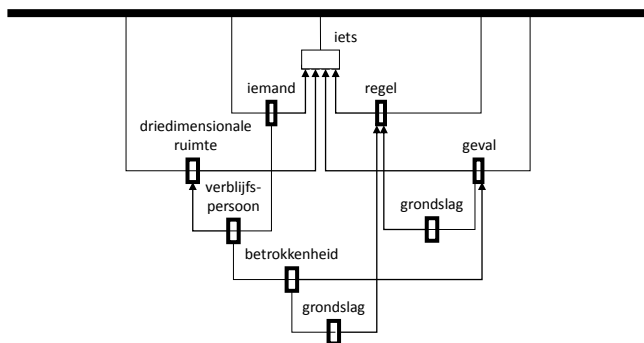 iets
iemand
regel
driedimensionale
ruimte
geval
verblijfs-
persoon
grondslag
betrokkenheid
grondslag